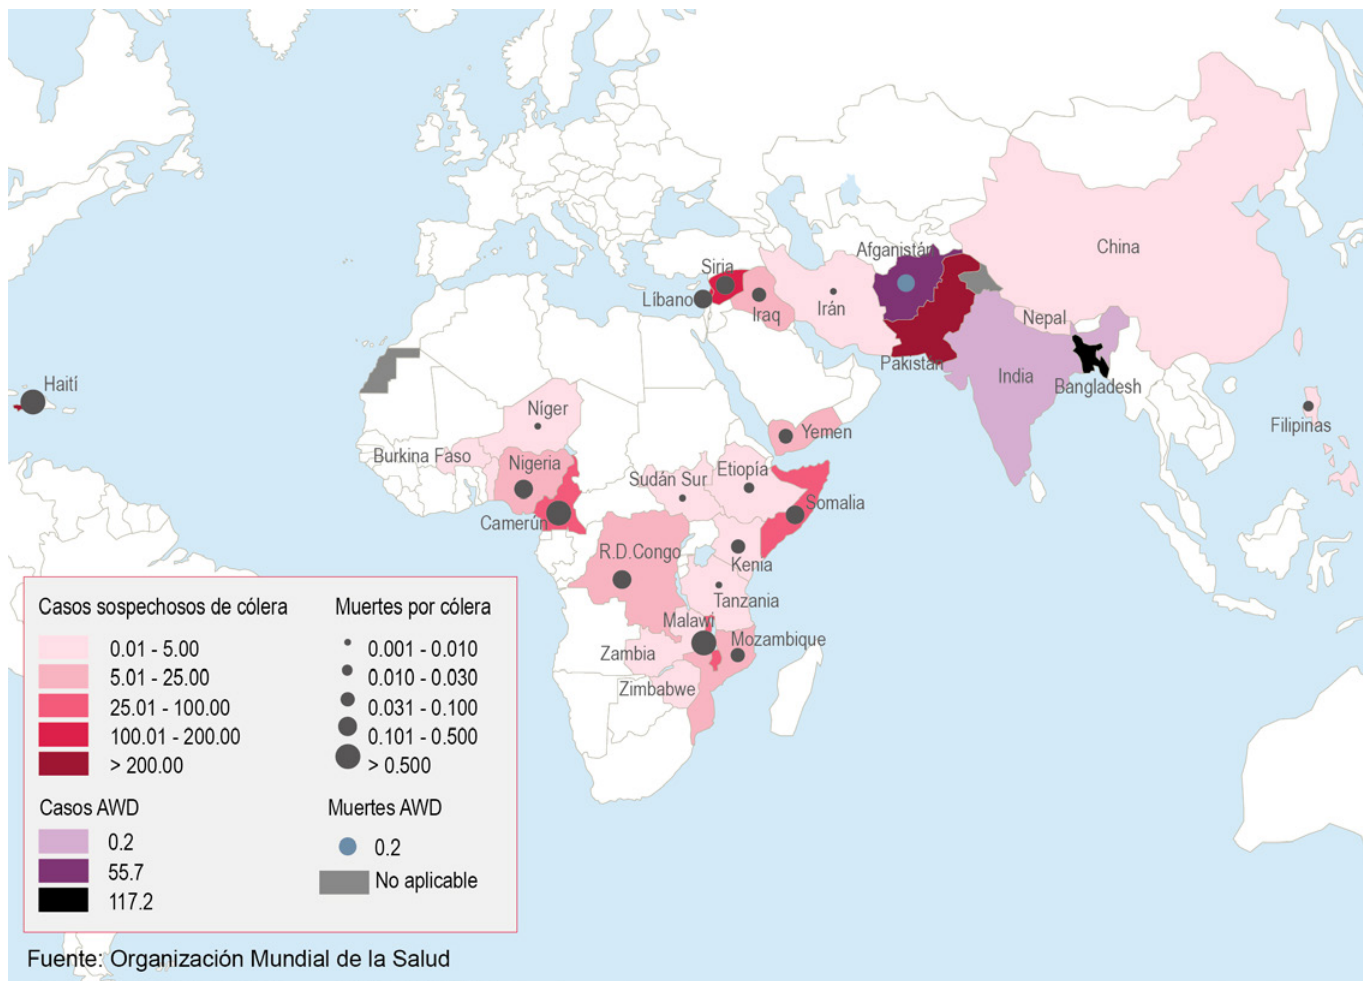 China
Afganistán
Siria
Líbano
Iraq
Irán
Nepal
Pakistán
India
Bangladesh
Haití
Níger
Filipinas
Yemen
Burkina Faso
Nigeria
Etiopía
Sudán Sur
Somalia
Camerún
R.D.Congo
Kenia
Tanzania
Malawi
Mozambique
Zambia
Zimbabwe
Casos sospechosos de cólera
0.01 - 5.00
5.01 - 25.00
25.01 - 100.00
100.01 - 200.00
> 200.00
Muertes por cólera
0.001 - 0.010
0.010 - 0.030
0.031 - 0.100
0.101 - 0.500
> 0.500
Casos AWD
0.2
55.7
117.2
Muertes AWD
0.2
No aplicable
Fuente: Organización Mundial de la Salud